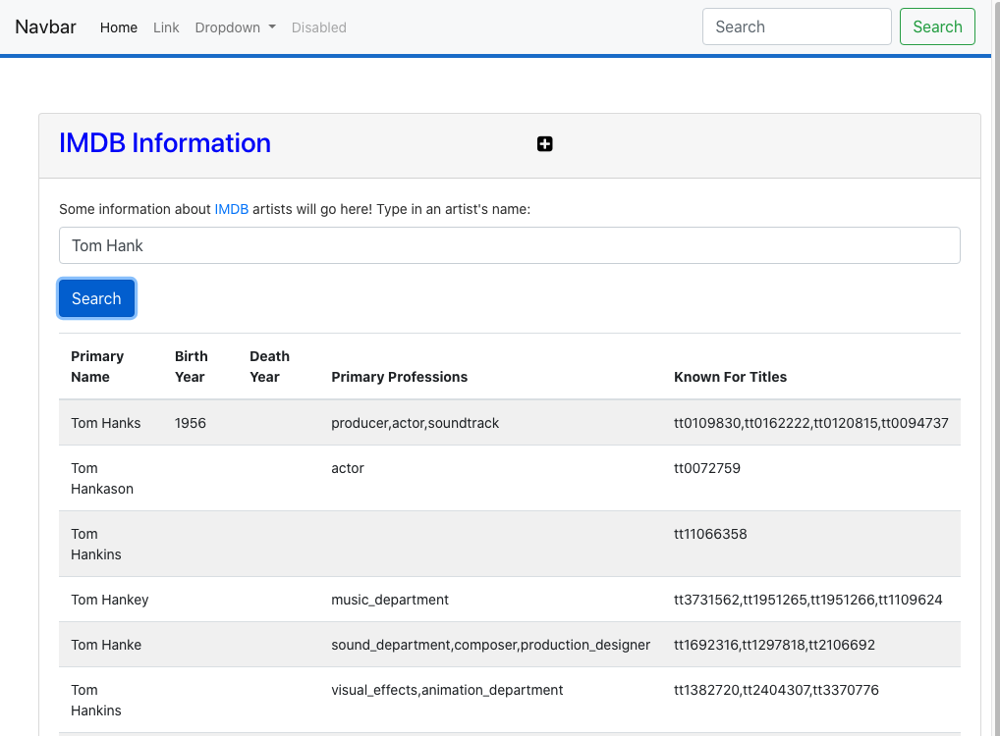 Navbar Home Link Dropdown Disabled Search Search
IMDB Information
Some information about IMDB artists will go here! Type in an artist's name:
Tom Hank
Search
Primary Name Birth Year Death Year Primary Professions Known For Titles
Tom Hanks 1956 producer,actor,soundtrack tt0109830,tt0162222,tt0120815,tt0094737
Tom Hankason actor tt0072759
Tom Hankins tt11066358
Tom Hankey music_department tt3731562,tt1951265,tt1951266,tt1109624
Tom Hanke sound_department,composer,production_designer tt1692316,tt1297818,tt2106692
Tom Hankins visual_effects,animation_department tt1382720,tt2404307,tt3370776